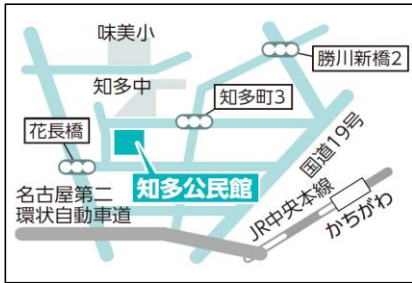 味美小
勝川新橋2
知多中
知多町3
花長橋
国道19号
知多公民館
名古屋第二
環状自動車道
JR中央本線
かちがわ